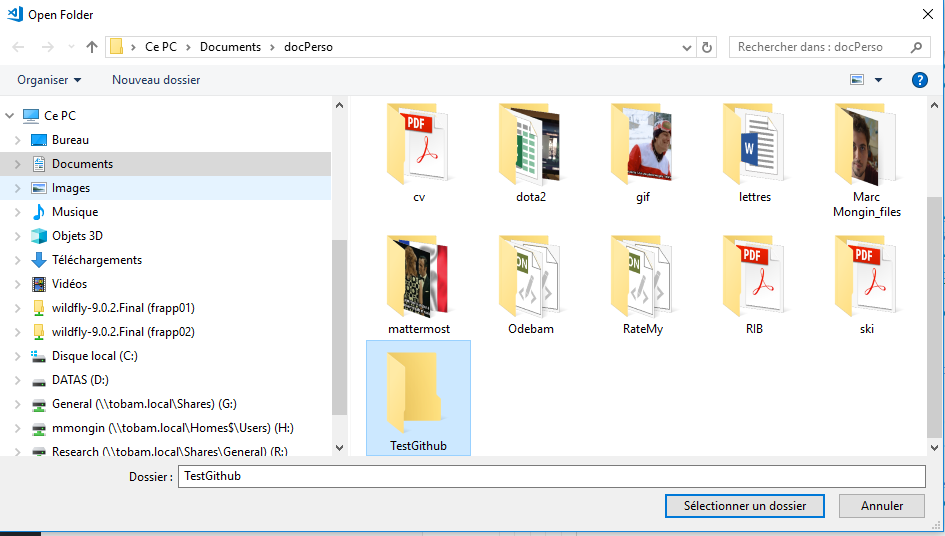 Open Folder
Ce PC > Documents > docPerso
Rechercher dans : docPerso
Organiser
Nouveau dossier
?
Ce PC
Bureau
Documents
Images
Musique
Objets 3D
Téléchargements
Vidéos
wildfly-9.0.2.Final (frapp01)
wildfly-9.0.2.Final (frapp02)
Disque local (C:)
DATAS (D:)
General (\\tobam.local\Shares) (G:)
mmongin (\\tobam.local\Homes$\Users) (H:)
Research (\\tobam.local\Shares\General) (R:)
PDF
W
cv
dota2
gif
lettres
Marc
Mongin_files
ON
ON
PDF
PDF
mattermost
Odebam
RateMy
RIB
ski
TestGithub
Dossier :
TestGithub
Sélectionner un dossier
Annuler